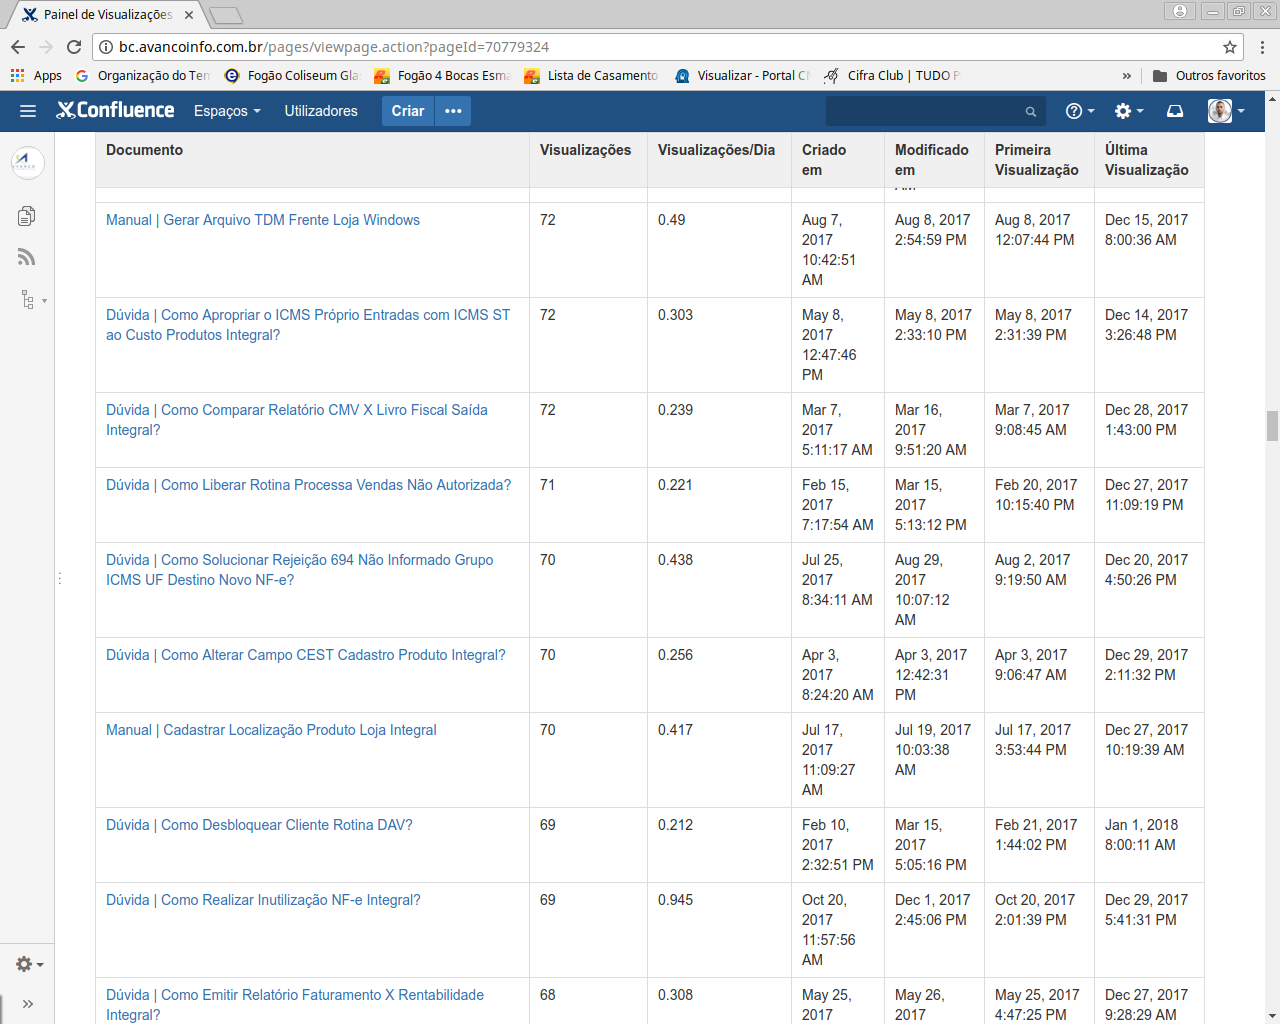 Painel de Visualizações
bc.avancoinfo.com.br/pages/viewpage.action?pageId=70779324
Apps Organização do Ter Fogão Coliseum Gla Fogão 4 Bocas Esma Lista de Casamento Visualizar - Portal C Cifra Club | TUDO P » Outros favoritos
Confluence Espaços Utilizadores Criar •••
Documento Visualizações Visualizações/Dia Criado em Modificado em Primeira Visualização Última Visualização
AM
Manual | Gerar Arquivo TDM Frente Loja Windows 72 0.49 Aug 7, 2017 10:42:51 AM Aug 8, 2017 2:54:59 PM Aug 8, 2017 12:07:44 PM Dec 15, 2017 8:00:36 AM
Dúvida | Como Apropriar o ICMS Próprio Entradas com ICMS ST ao Custo Produtos Integral? 72 0.303 May 8, 2017 12:47:46 PM May 8, 2017 2:33:10 PM May 8, 2017 2:31:39 PM Dec 14, 2017 3:26:48 PM
Dúvida | Como Comparar Relatório CMV X Livro Fiscal Saída Integral? 72 0.239 Mar 7, 2017 5:11:17 AM Mar 16, 2017 9:51:20 AM Mar 7, 2017 9:08:45 AM Dec 28, 2017 1:43:00 PM
Dúvida | Como Liberar Rotina Processa Vendas Não Autorizada? 71 0.221 Feb 15, 2017 7:17:54 AM Mar 15, 2017 5:13:12 PM Feb 20, 2017 10:15:40 PM Dec 27, 2017 11:09:19 PM
Dúvida | Como Solucionar Rejeição 694 Não Informado Grupo ICMS UF Destino Novo NF-e? 70 0.438 Jul 25, 2017 8:34:11 AM Aug 29, 2017 10:07:12 AM Aug 2, 2017 9:19:50 AM Dec 20, 2017 4:50:26 PM
Dúvida | Como Alterar Campo CEST Cadastro Produto Integral? 70 0.256 Apr 3, 2017 8:24:20 AM Apr 3, 2017 12:42:31 PM Apr 3, 2017 9:06:47 AM Dec 29, 2017 2:11:32 PM
Manual | Cadastrar Localização Produto Loja Integral 70 0.417 Jul 17, 2017 11:09:27 AM Jul 19, 2017 10:03:38 AM Jul 17, 2017 3:53:44 PM Dec 27, 2017 10:19:39 AM
Dúvida | Como Desbloquear Cliente Rotina DAV? 69 0.212 Feb 10, 2017 2:32:51 PM Mar 15, 2017 5:05:16 PM Feb 21, 2017 1:44:02 PM Jan 1, 2018 8:00:11 AM
Dúvida | Como Realizar Inutilização NF-e Integral? 69 0.945 Oct 20, 2017 11:57:56 AM Dec 1, 2017 2:45:06 PM Oct 20, 2017 2:01:39 PM Dec 29, 2017 5:41:31 PM
Dúvida | Como Emitir Relatório Faturamento X Rentabilidade Integral? 68 0.308 May 25, 2017 May 26, 2017 May 25, 2017 4:47:25 PM Dec 27, 2017 9:28:29 AM